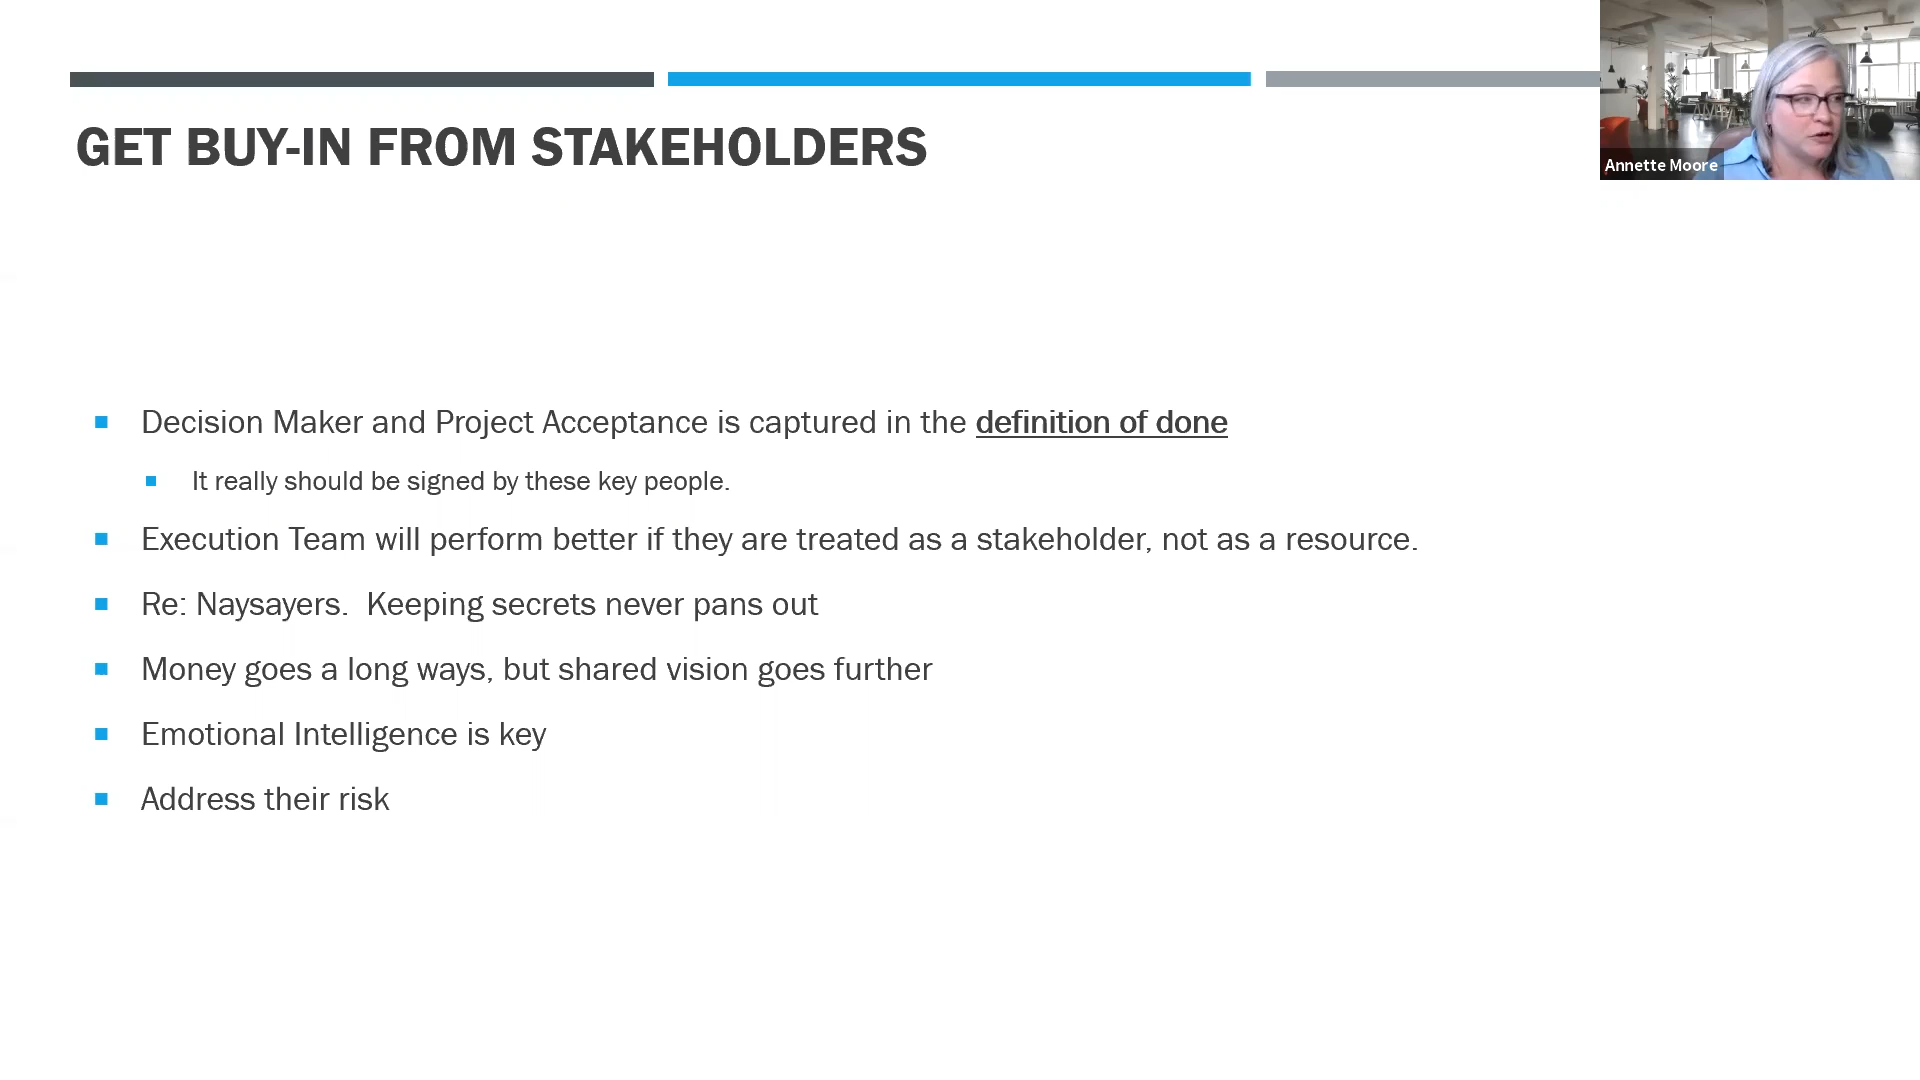 GET BUY-IN FROM STAKEHOLDERS
Annette Moore
Decision Maker and Project Acceptance is captured in the definition of done
It really should be signed by these key people.
Execution Team will perform better if they are treated as a stakeholder, not as a resource.
Re: Naysayers.  Keeping secrets never pans out
Money goes a long ways, but shared vision goes further
Emotional Intelligence is key
Address their risk